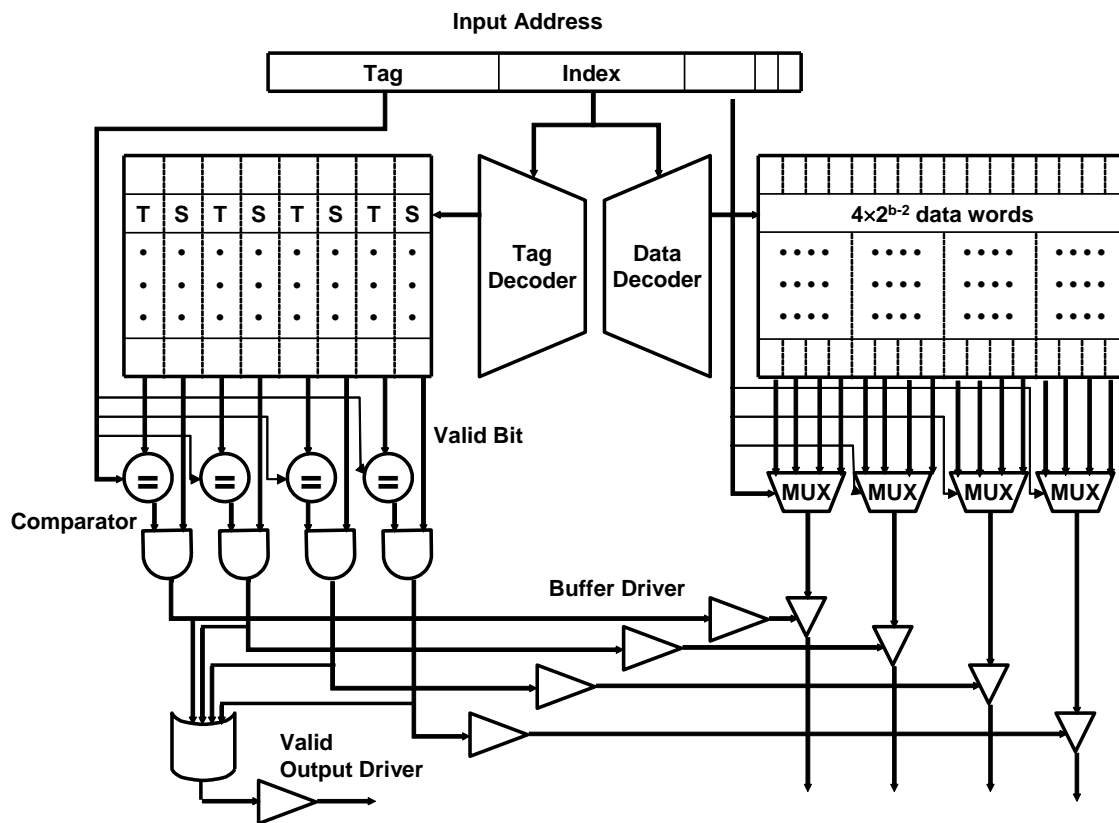 Input Address
Tag Index
T S T S T S T S
Tag
Decoder
Data
Decoder
4×2ᵇ⁻² data words
Valid Bit
= = = =
MUX MUX MUX MUX
Comparator
Buffer Driver
Valid
Output Driver